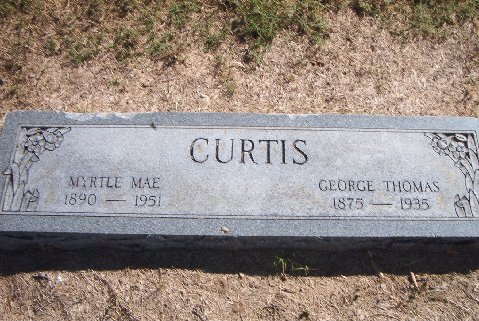 CURTIS
MYRTLE MAE
1890 — 1951
GEORGE THOMAS
1875 — 1935